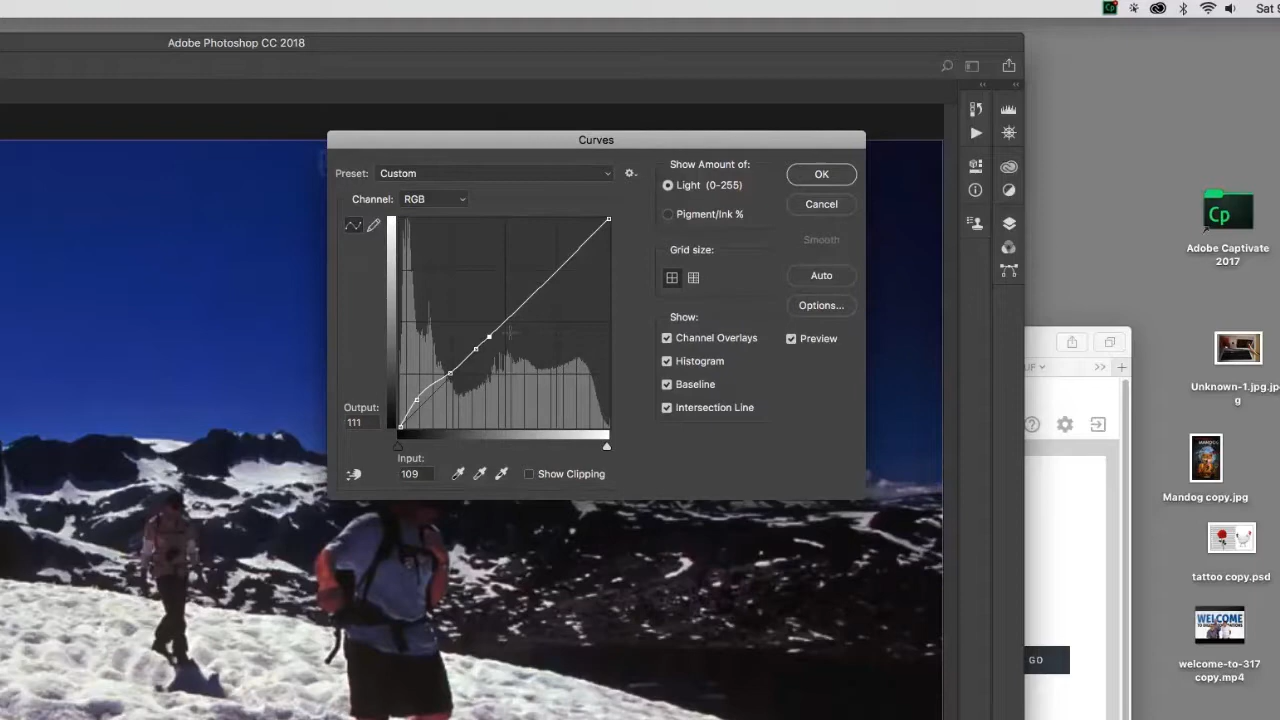 Sat 9
Adobe Photoshop CC 2018
Curves
Preset: Custom
Channel: RGB
Output:
111
Input:
109
Show Clipping
Show Amount of:
Light (0-255)
Pigment/Ink %
Grid size:
Show:
Channel Overlays
Histogram
Baseline
Intersection Line
OK
Cancel
Smooth
Auto
Options...
Preview
UF
GO
Cp
Adobe Captivate
2017
Unknown-1.jpg.jp
g
Mandog copy.jpg
tattoo copy.psd
WELCOME
welcome-to-317
copy.mp4